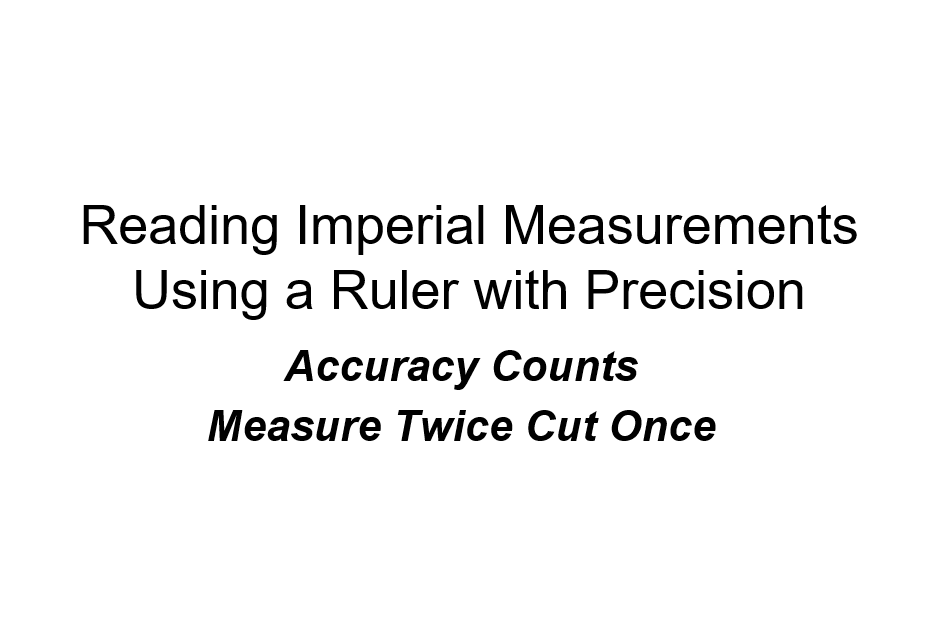 Reading Imperial Measurements
Using a Ruler with Precision
Accuracy Counts
Measure Twice Cut Once